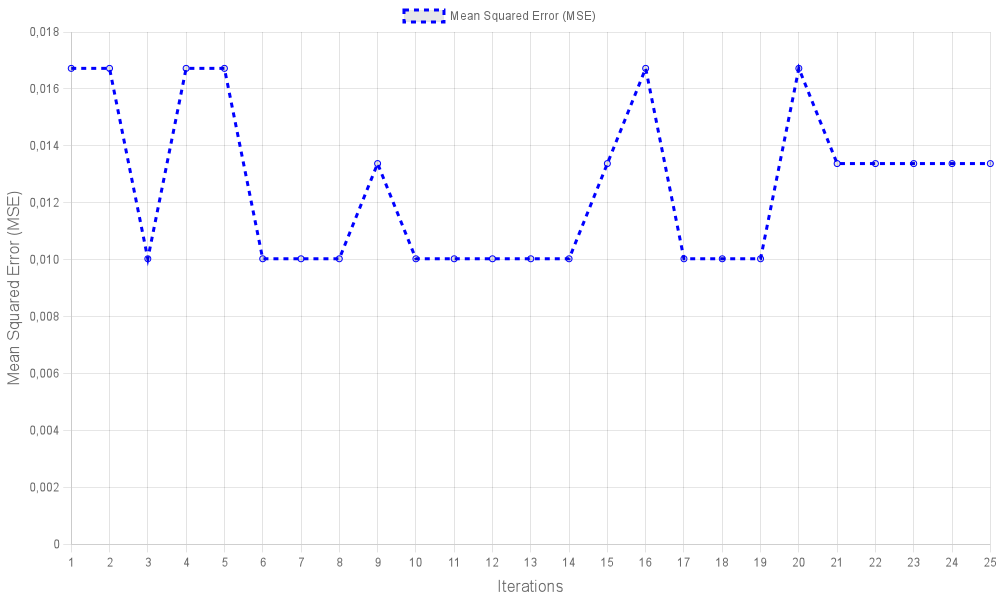 Mean Squared Error (MSE)
0,018
0,016
0,014
0,012
0,010
0,008
0,006
0,004
0,002
0
Mean Squared Error (MSE)
1 2 3 4 5 6 7 8 9 10 11 12 13 14 15 16 17 18 19 20 21 22 23 24 25
Iterations